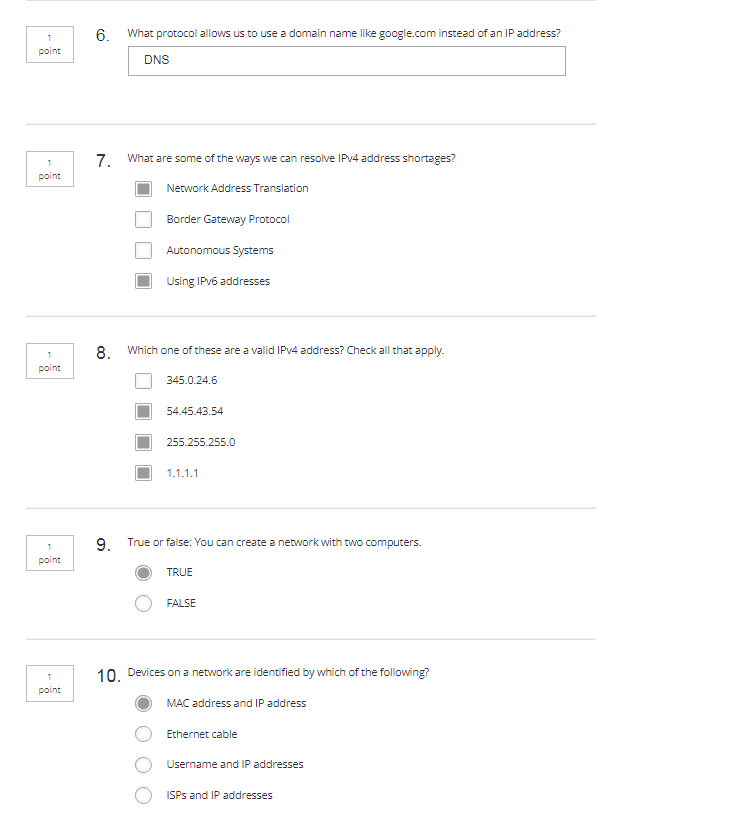 1
point
6. What protocol allows us to use a domain name like google.com instead of an IP address?
DNS
1
point
7. What are some of the ways we can resolve IPv4 address shortages?
Network Address Translation
Border Gateway Protocol
Autonomous Systems
Using IPv6 addresses
1
point
8. Which one of these are a valid IPv4 address? Check all that apply.
345.0.24.6
54.45.43.54
255.255.255.0
1.1.1.1
1
point
9. True or false: You can create a network with two computers.
TRUE
FALSE
1
point
10. Devices on a network are identified by which of the following?
MAC address and IP address
Ethernet cable
Username and IP addresses
ISPs and IP addresses